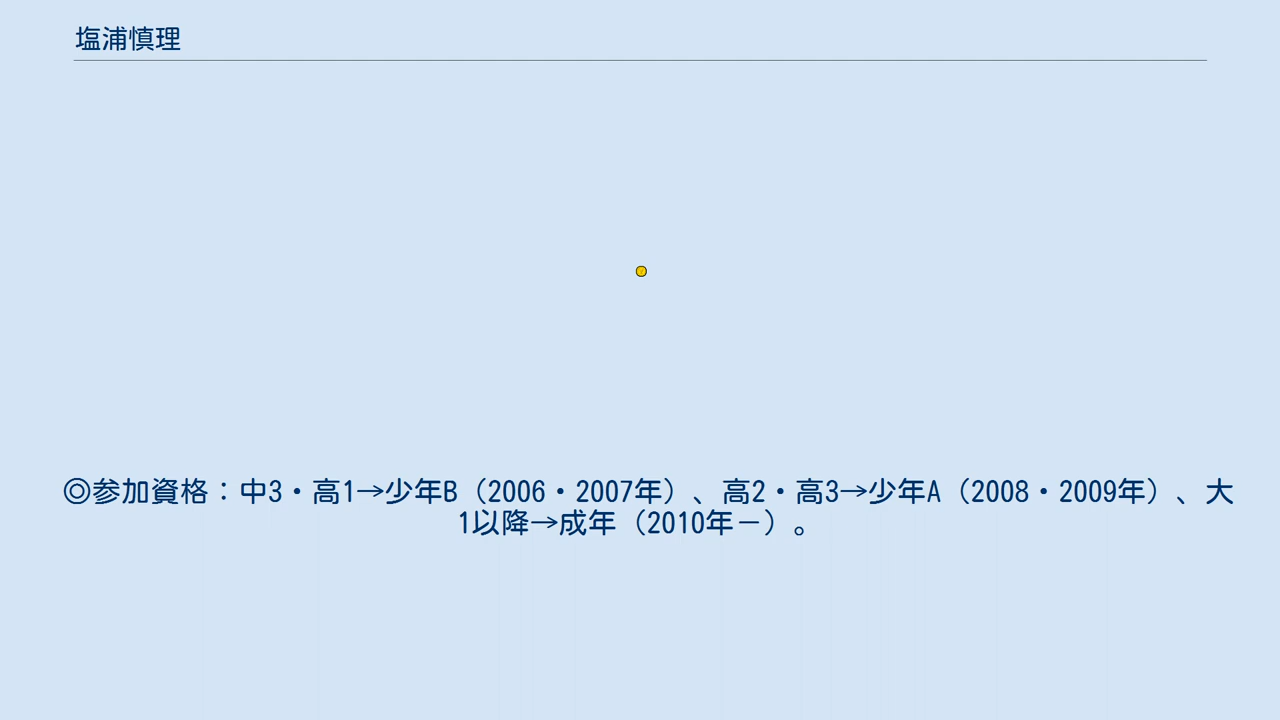 塩浦慎理
◎参加資格：中3・高1→少年B（2006・2007年）、高2・高3→少年A（2008・2009年）、大
1以降→成年（2010年－）。